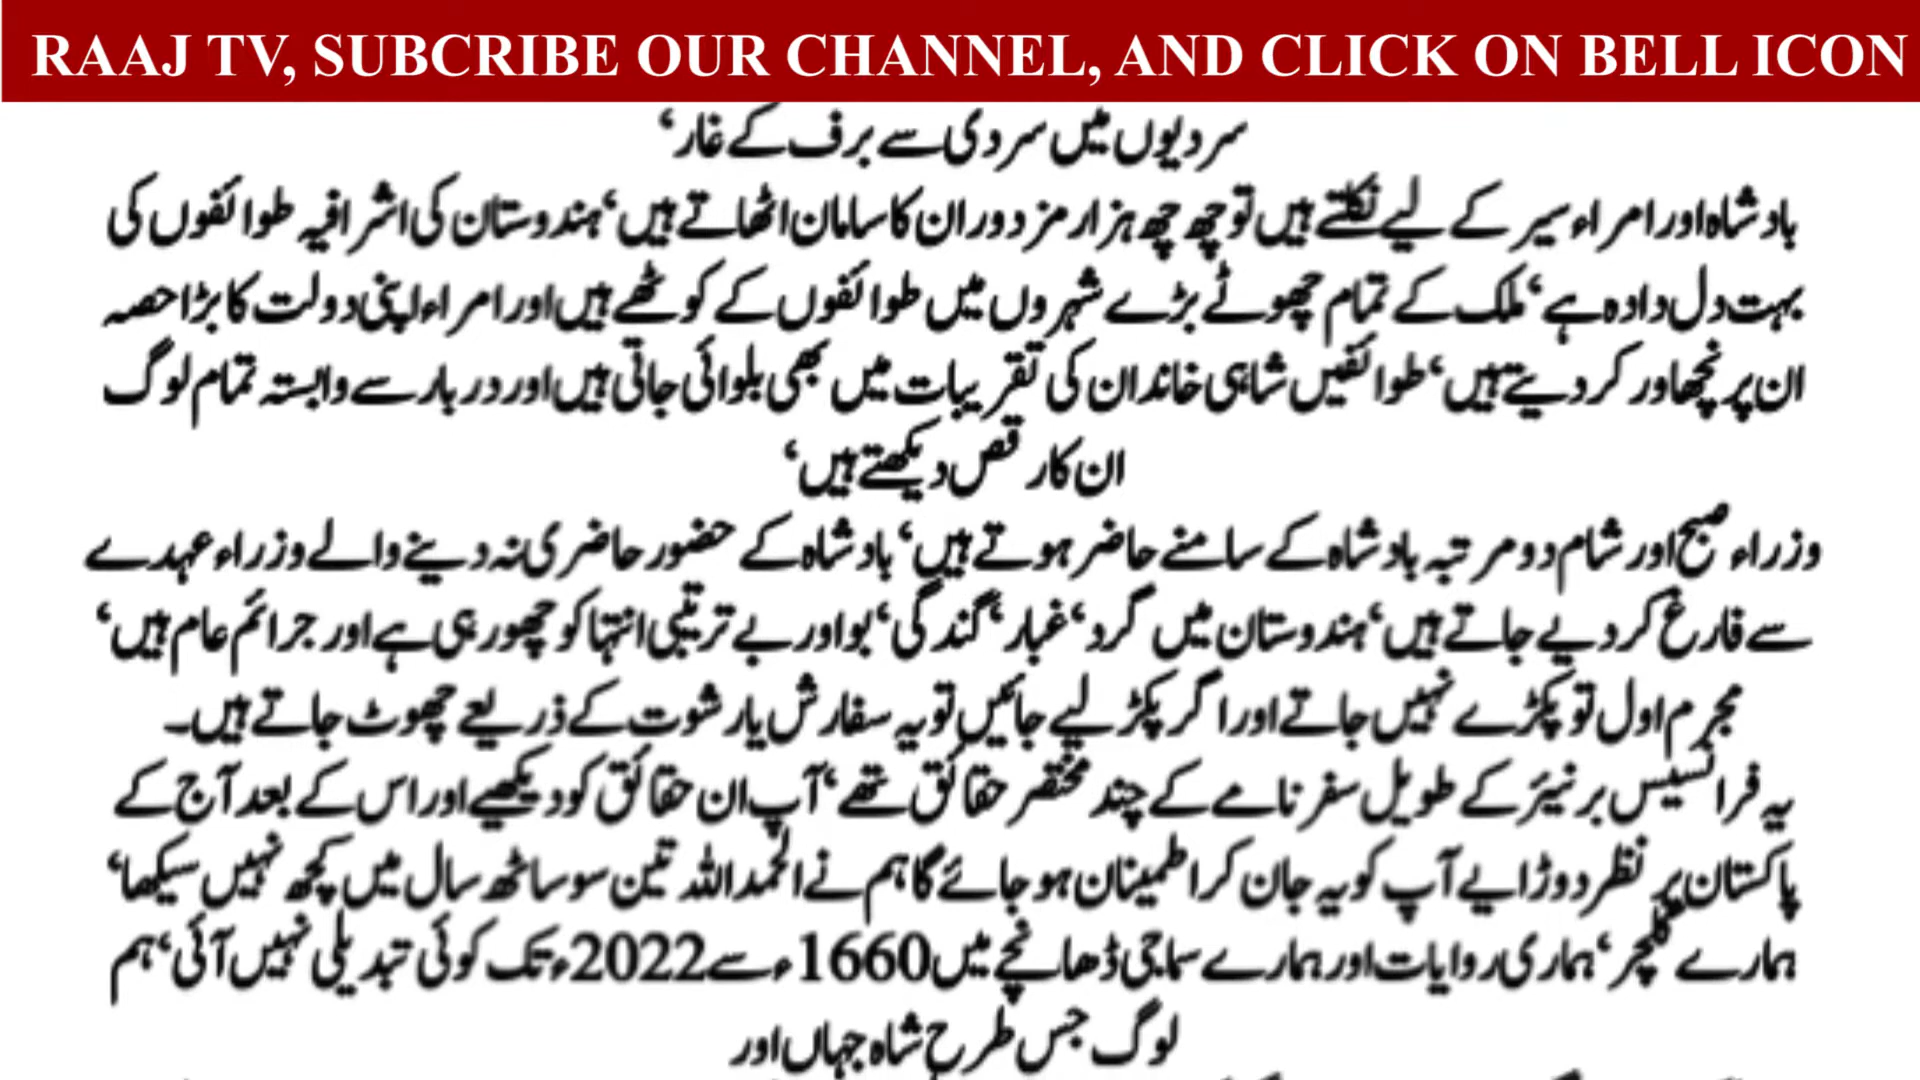 RAAJ TV, SUBCRIBE OUR CHANNEL, AND CLICK ON BELL ICON
سردیوں میں سردی سے برف کے غار‘
بادشاہ اور امراء سیر کے لیے نکلتے ہیں تو چھ چھ ہزار مزدور ان کا سامان اٹھاتے ہیں‘ ہندوستان کی اشرافیہ طوائفوں کی
بہت دل دادہ ہے‘ ملک کے تمام چھوٹے بڑے شہروں میں طوائفوں کے کوٹھے ہیں اور امراء اپنی دولت کا بڑا حصہ
ان پر نچھاور کر دیتے ہیں‘ طوائفیں شاہی خاندان کی تقریبات میں بھی بلوائی جاتی ہیں اور دربار سے وابستہ تمام لوگ
ان کا رقص دیکھتے ہیں‘
وزراء صبح اور شام دو مرتبہ بادشاہ کے سامنے حاضر ہوتے ہیں‘ بادشاہ کے حضور حاضری نہ دینے والے وزراء عہدے
سے فارغ کر دیے جاتے ہیں‘ ہندوستان میں گرد‘ غبار‘ گندگی‘ بو اور بے ترتیبی انتہا کو چھو رہی ہے اور جرائم عام ہیں‘
مجرم اول تو پکڑے نہیں جاتے اور اگر پکڑ لیے جائیں تو یہ سفارش یا رشوت کے ذریعے چھوٹ جاتے ہیں۔
یہ فرانسیس برنیئر کے طویل سفر نامے کے چند مختصر حقائق تھے‘ آپ ان حقائق کو دیکھیے اور اس کے بعد آج کے
پاکستان پر نظر دوڑایے آپ کو یہ جان کر اطمینان ہو جائے گا ہم نے الحمد اللہ تین سو ساٹھ سال میں کچھ نہیں سیکھا‘
ہمارے کلچر‘ ہماری روایات اور ہمارے سماجی ڈھانچے میں 1660ء سے 2022ء تک کوئی تبدیلی نہیں آئی‘ ہم
لوگ جس طرح شاہ جہاں اور